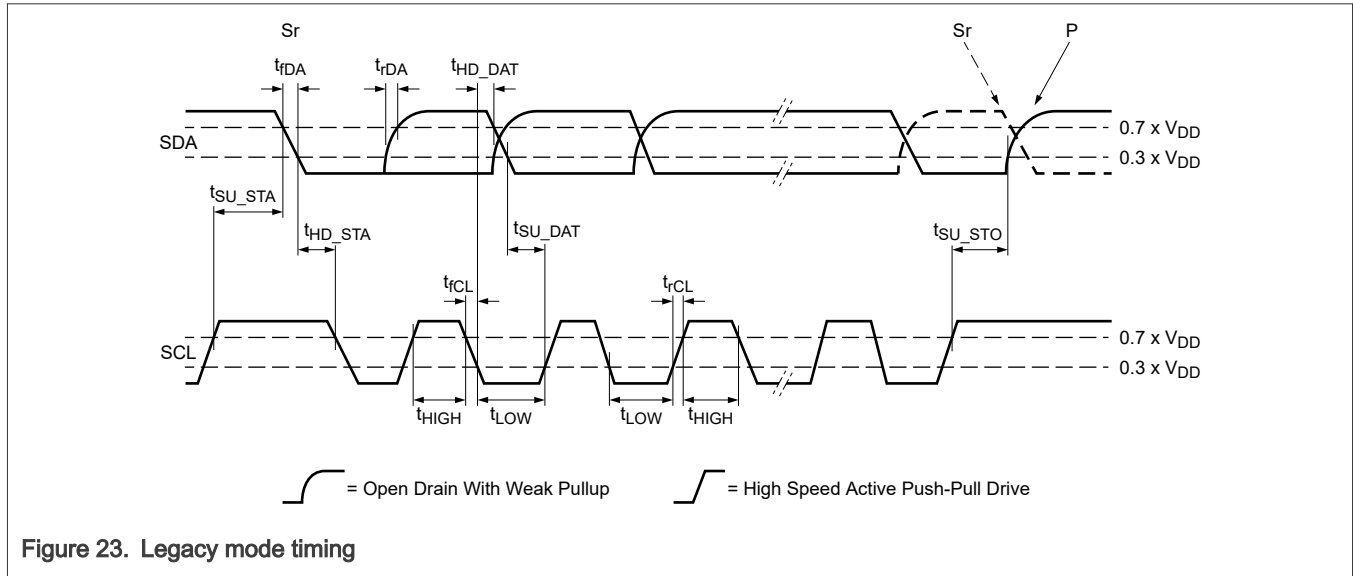 Sr
Sr
P
tfDA
trDA
tHD_DAT
SDA
0.7 x VDD
0.3 x VDD
tSU_STA
tHD_STA
tSU_DAT
tSU_STO
tfCL
trCL
SCL
0.7 x VDD
0.3 x VDD
tHIGH
tLOW
tLOW
tHIGH
= Open Drain With Weak Pullup
= High Speed Active Push-Pull Drive
Figure 23. Legacy mode timing